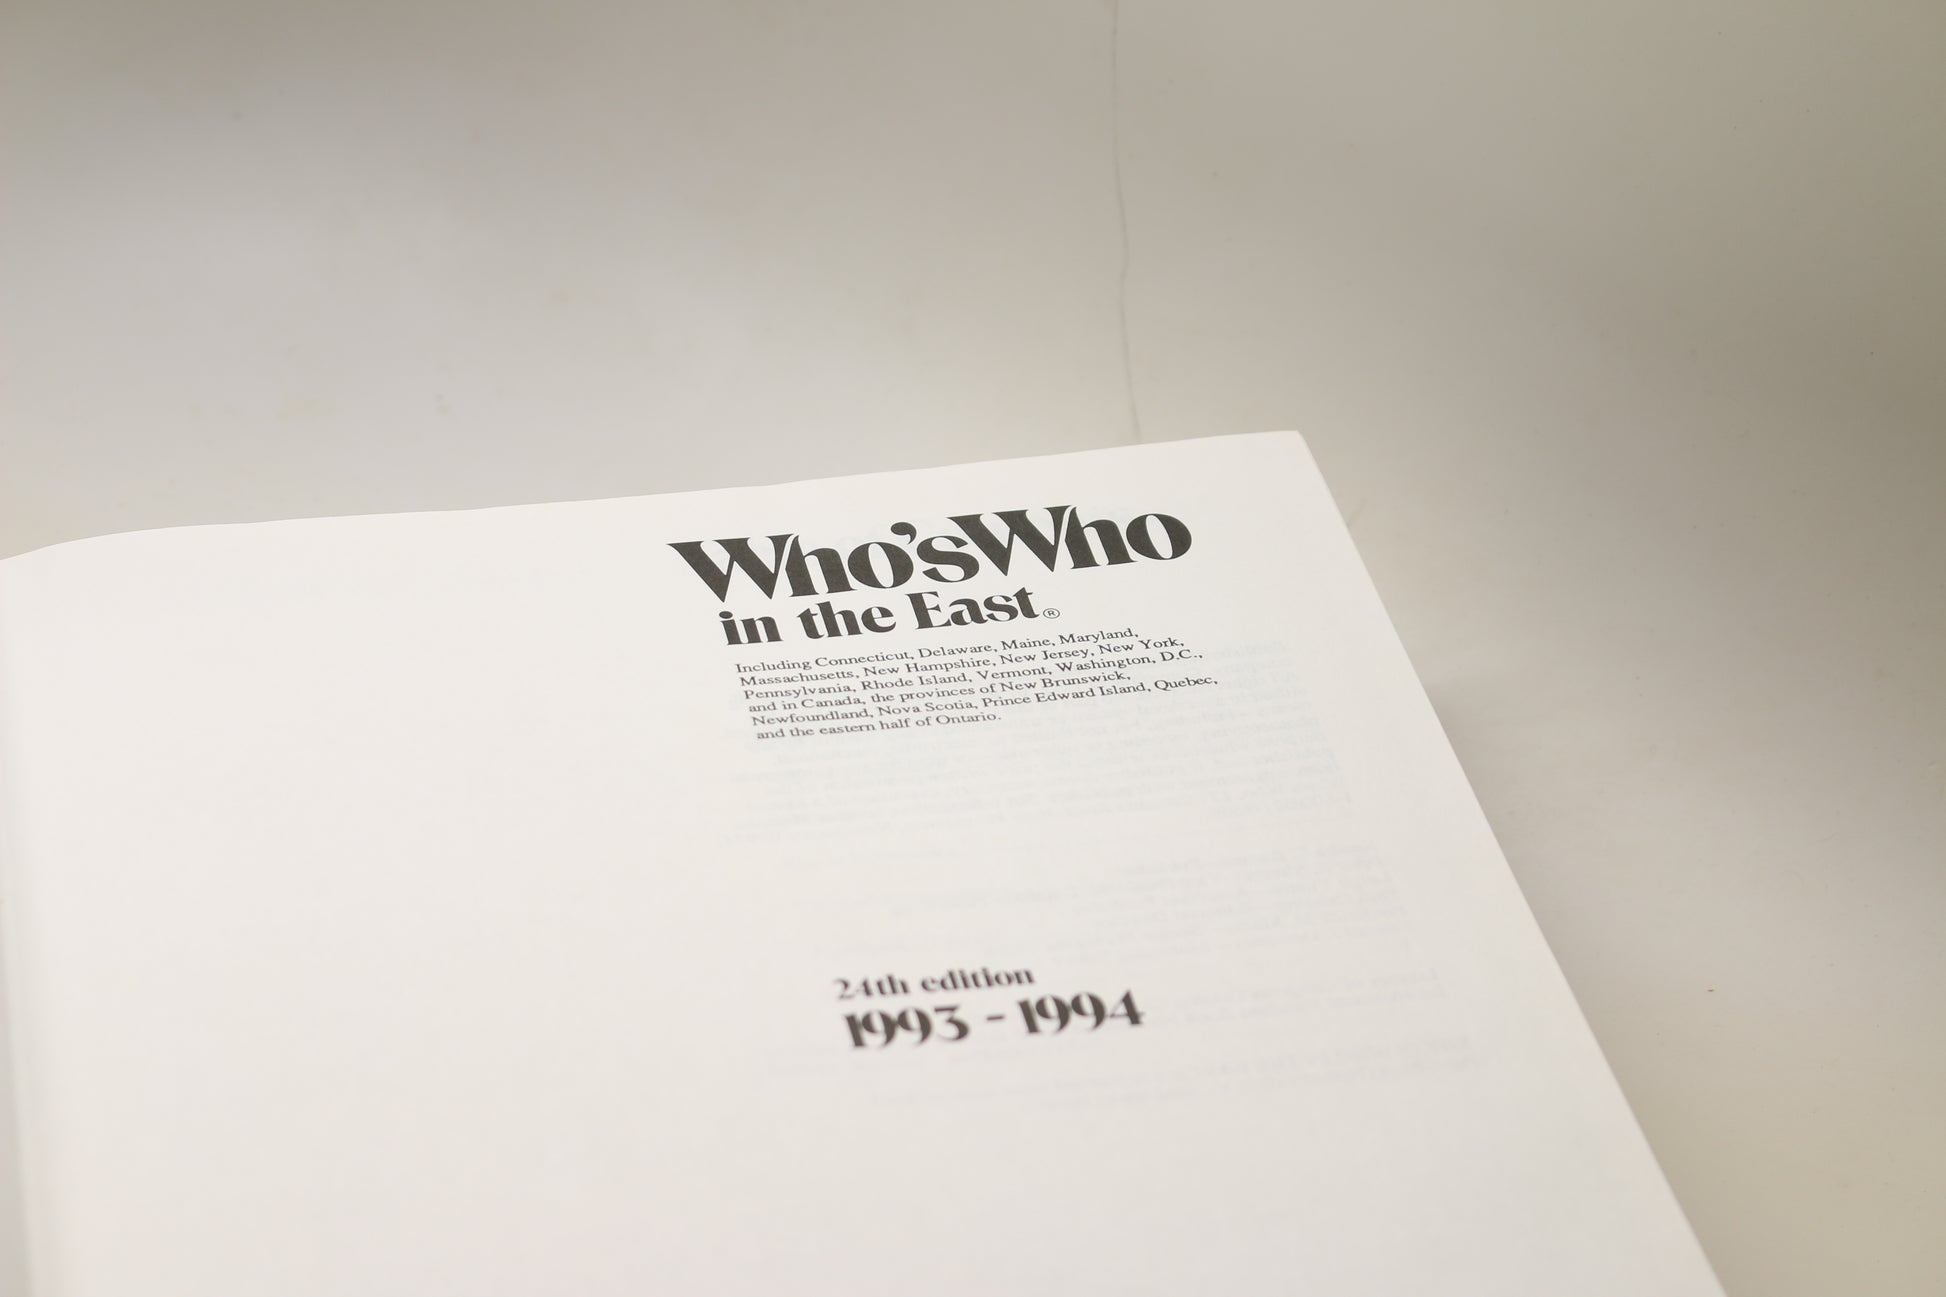 Who's Who
in the East®
Including Connecticut, Delaware, Maine, Maryland,
Massachusetts, New Hampshire, New Jersey, New York,
Pennsylvania, Rhode Island, Vermont, Washington, D.C.,
and in Canada, the provinces of New Brunswick,
Newfoundland, Nova Scotia, Prince Edward Island, Quebec,
and the eastern half of Ontario.
24th edition
1993 - 1994